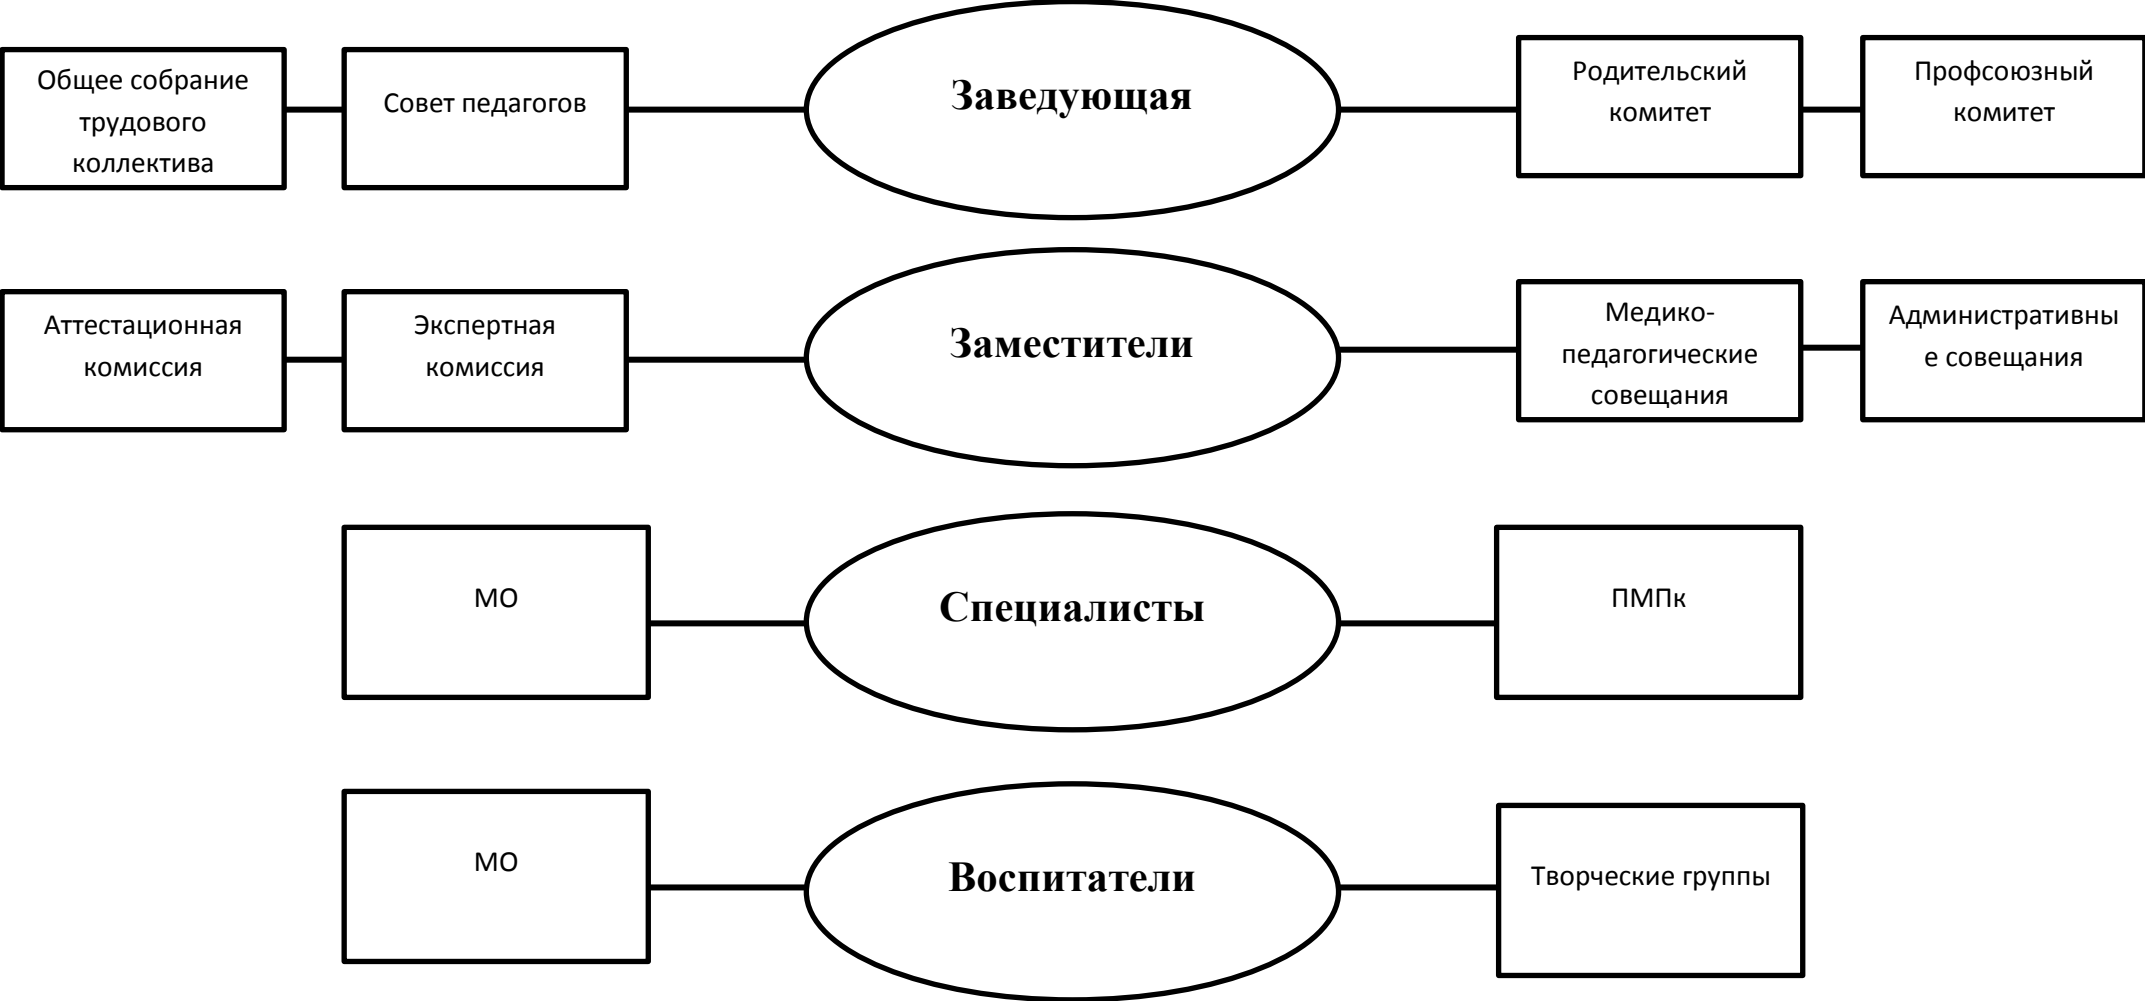 Общее собрание
трудового
коллектива
Совет педагогов
Заведующая
Родительский
комитет
Профсоюзный
комитет
Аттестационная
комиссия
Экспертная
комиссия
Заместители
Медико-
педагогические
совещания
Административны
е совещания
МО
Специалисты
ПМПк
МО
Воспитатели
Творческие группы